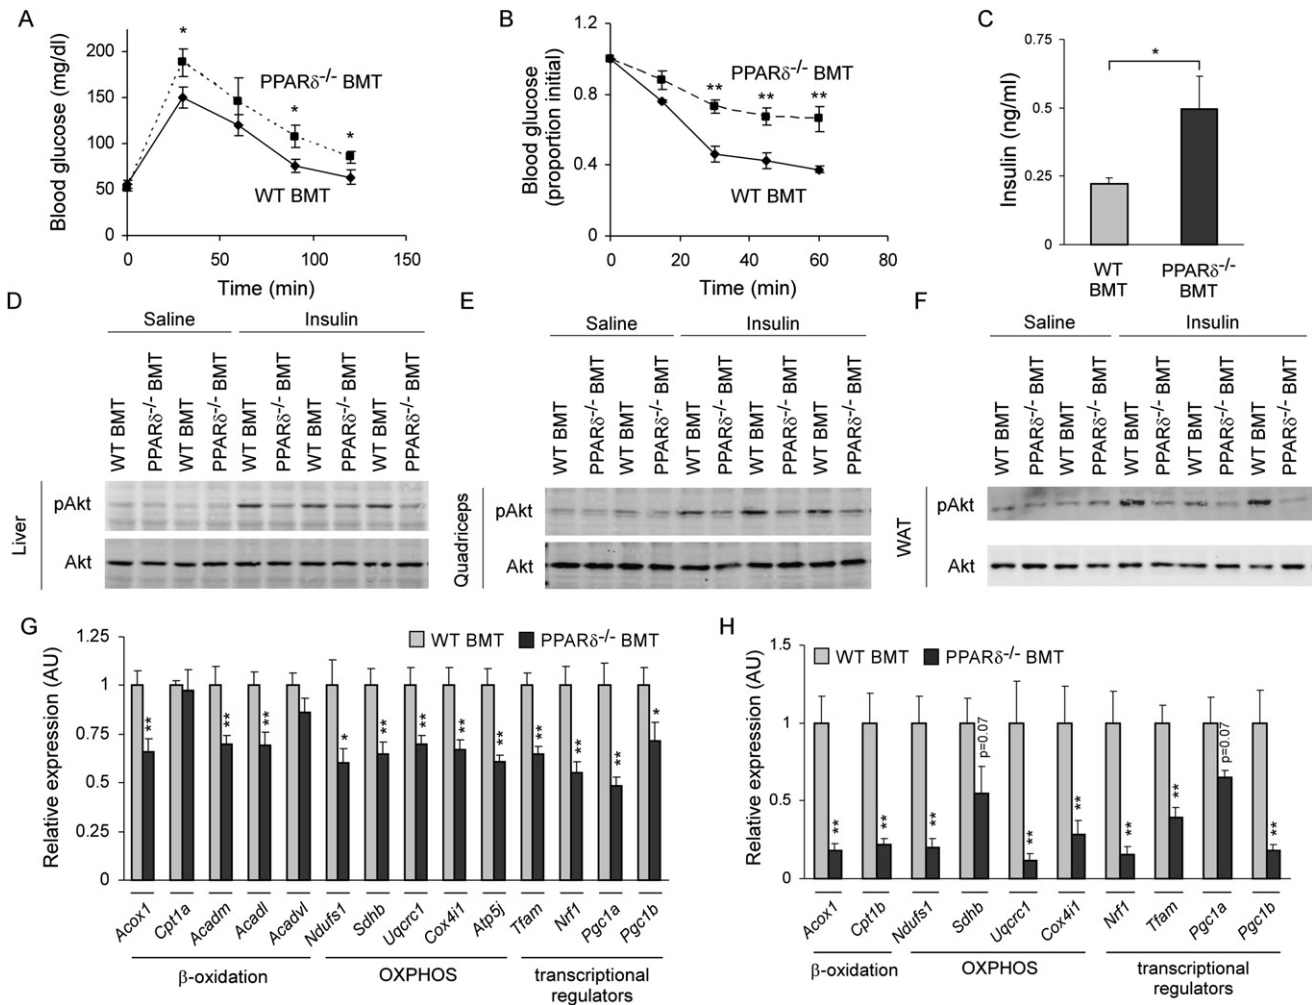 A
Blood glucose (mg/dl)
200
150
100
50
0
*
*
*
PPARδ-/- BMT
WT BMT
0
50
100
150
Time (min)
B
Blood glucose
(proportion initial)
1.2
0.8
0.4
0
**
**
**
PPARδ-/- BMT
WT BMT
0
20
40
60
80
Time (min)
C
Insulin (ng/ml)
0.75
0.5
0.25
0
*
WT
BMT
PPARδ-/-
BMT
D
Saline
Insulin
WT BMT
PPARδ-/- BMT
WT BMT
PPARδ-/- BMT
WT BMT
PPARδ-/- BMT
WT BMT
PPARδ-/- BMT
WT BMT
PPARδ-/- BMT
Liver
pAkt
Akt
E
Saline
Insulin
WT BMT
PPARδ-/- BMT
WT BMT
PPARδ-/- BMT
WT BMT
PPARδ-/- BMT
WT BMT
PPARδ-/- BMT
WT BMT
PPARδ-/- BMT
Quadriceps
pAkt
Akt
F
Saline
Insulin
WT BMT
PPARδ-/- BMT
WT BMT
PPARδ-/- BMT
WT BMT
PPARδ-/- BMT
WT BMT
PPARδ-/- BMT
WT BMT
PPARδ-/- BMT
WAT
pAkt
Akt
G
WT BMT
PPARδ-/- BMT
Relative expression (AU)
1.25
1
0.75
0.5
0.25
0
**
**
**
*
**
**
**
**
**
**
**
*
Acox1
Cpt1a
Acadm
Acadl
Acadvl
Ndufs1
Sdhb
Uqcrc1
Cox4i1
Atp5j
Tfam
Nrf1
Pgc1a
Pgc1b
β-oxidation
OXPHOS
transcriptional
regulators
H
WT BMT
PPARδ-/- BMT
Relative expression (AU)
1.5
1
0.5
0
**
**
**
p=0.07
**
**
**
**
p=0.07
**
Acox1
Cpt1b
Ndufs1
Sdhb
Uqcrc1
Cox4i1
Nrf1
Tfam
Pgc1a
Pgc1b
β-oxidation
OXPHOS
transcriptional
regulators